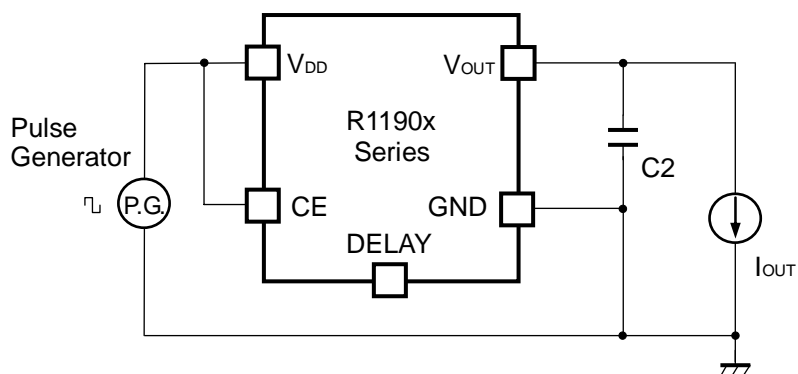 VDD
VOUT
R1190x
Series
Pulse
Generator
P.G.
C2
CE
GND
DELAY
IOUT